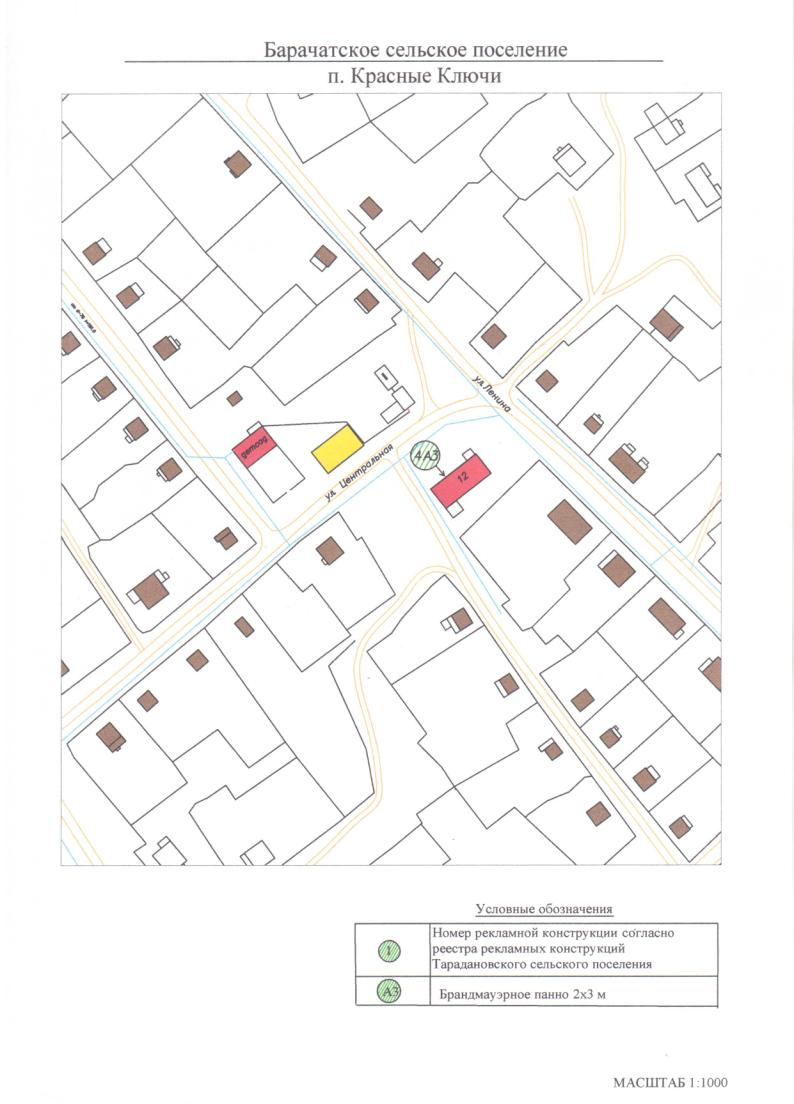 Барачатское сельское поселение
п. Красные Ключи
ул. Ленина
ул. Центральная
детсад
4 А3
12
Условные обозначения
1
Номер рекламной конструкции согласно
реестра рекламных конструкций
Тарадановского сельского поселения
А3
Брандмауэрное панно 2х3 м
МАСШТАБ 1:1000